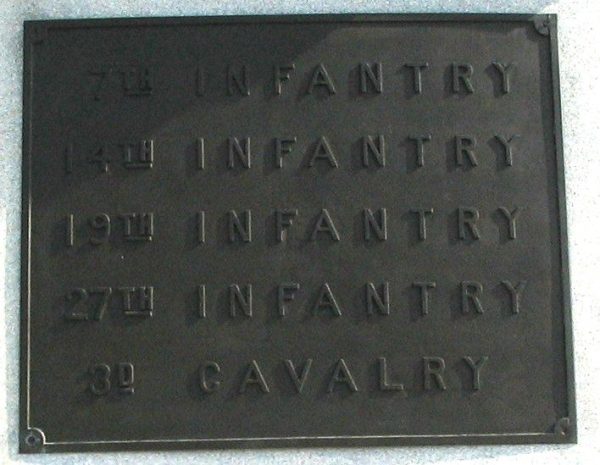 7TH INFANTRY
14TH INFANTRY
19TH INFANTRY
27TH INFANTRY
3D CAVALRY